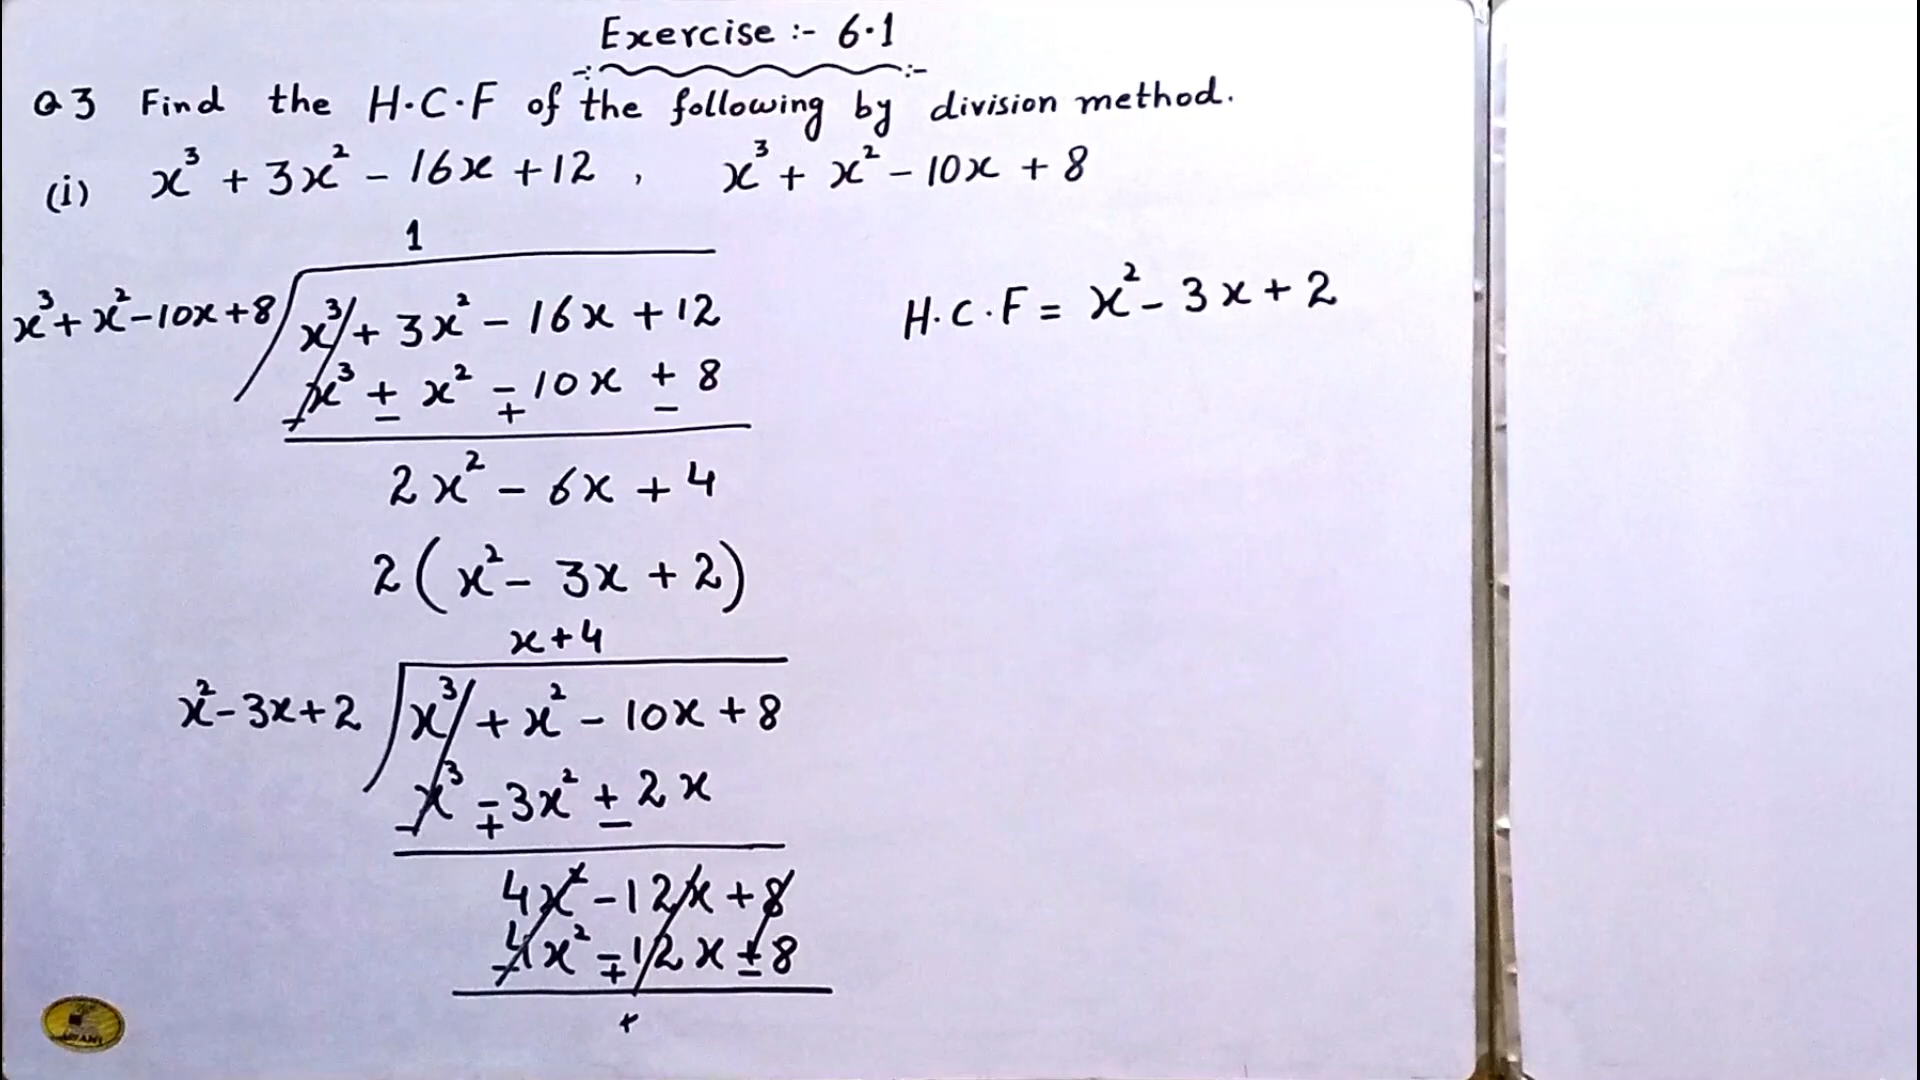 Exercise :- 6.1
Q3 Find the H.C.F of the following by division method.
(i) x³ + 3x² - 16x + 12 , x³ + x² - 10x + 8
1
x³ + x² - 10x + 8 x³ + 3x² - 16x + 12
x³ + x² - 10x + 8
- - + -
2x² - 6x + 4
2 ( x² - 3x + 2 )
x + 4
x² - 3x + 2 x³ + x² - 10x + 8
x³ - 3x² + 2x
- + -
4x² - 12x + 8
4x² - 12x + 8
- + -
H.C.F = x² - 3x + 2